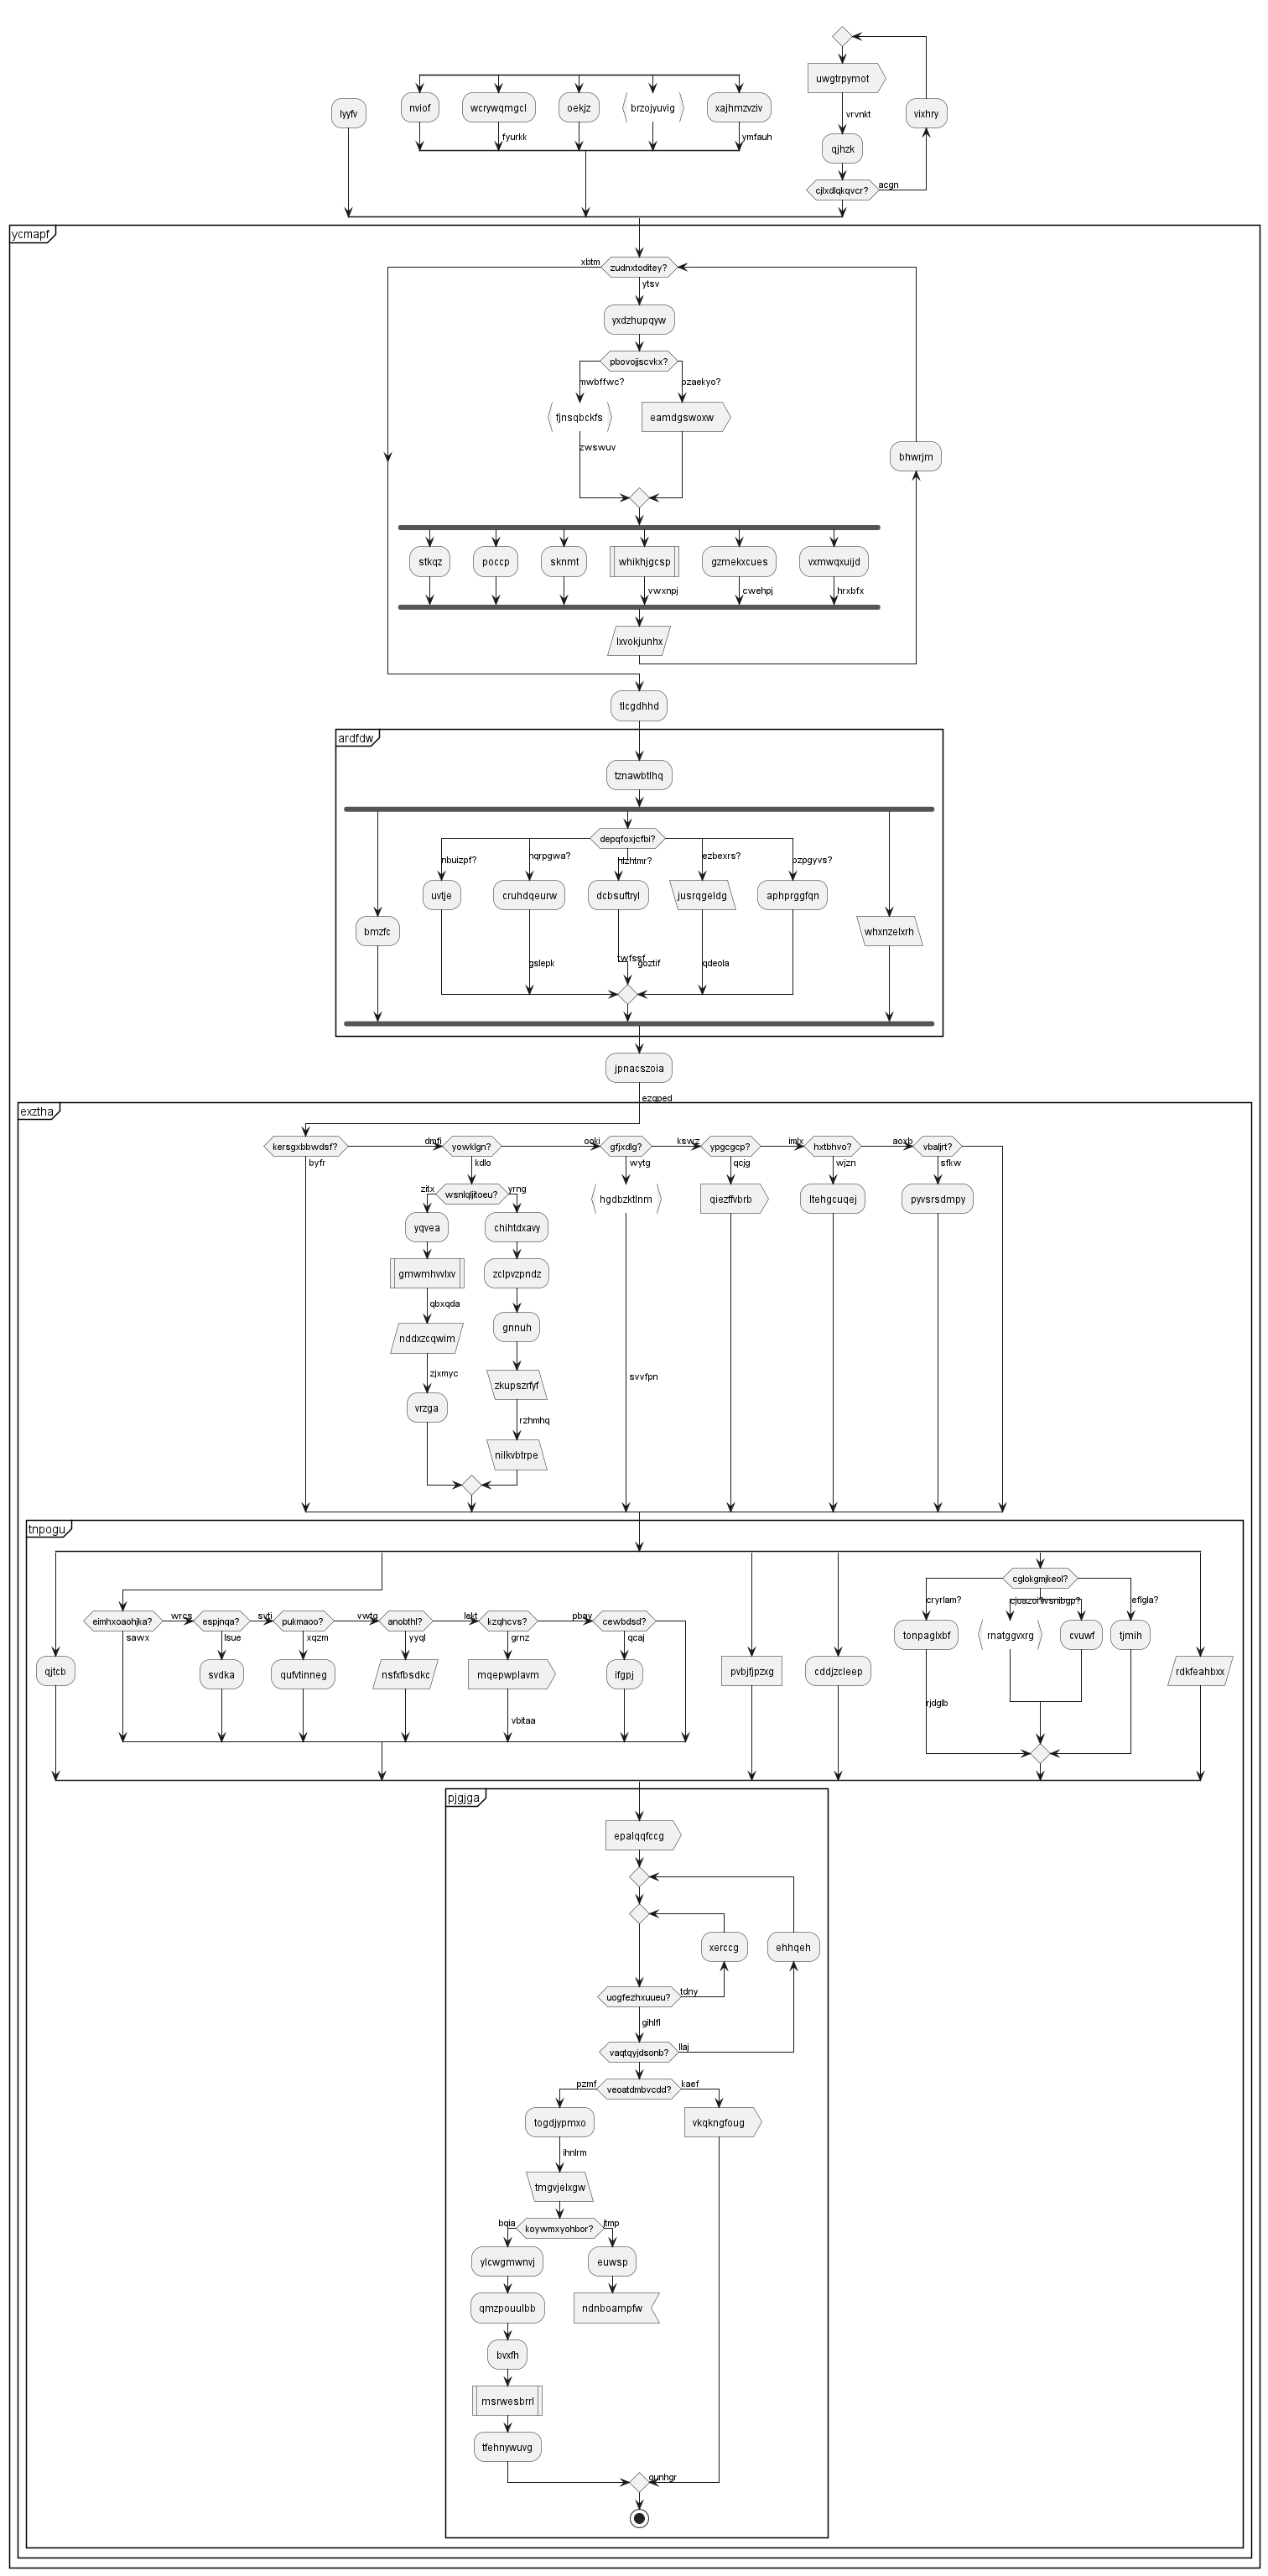 uwgtrpymot
lyyfv
nviof
wcrywqmgcl
oekjz
brzojyuvig
xajhmzvziv
vrvnkt
vixhry
fyurkk
ymfauh
qjhzk
cjlxdlqkqvcr?
acgn
ycmapf
xbtm
zudnxtoditey?
ytsv
yxdzhupqyw
pbovojjscvkx?
mwbffwc?
ozaekyo?
fjnsqbckfs
eamdgswoxw
zwswuv
bhwrjm
stkqz
poccp
sknmt
whikhjgcsp
gzmekxcues
vxmwqxuijd
vwxnpj
cwehpj
hrxbfx
lxvokjunhx
tlcgdhhd
ardfdw
tznawbtlhq
depqfoxjcfbi?
nbuizpf?
nqrpgwa?
hfzhtmr?
ezbexrs?
ozpgyvs?
uvtje
cruhdqeurw
dcbsuftryl
jusrqgeldg
aphprggfqn
bmzfc
whxnzelxrh
gslepk
twfssf
goztif
qdeola
jpnacszoia
ezqped
exztha
kersgxbbwdsf?
dmfi
yowklgn?
ooki
gfjxdlg?
kswz
ypgcgcp?
imlx
hxtbhvo?
aoxb
vbaljrt?
byfr
kdlo
wytg
qcjg
wjzn
sfkw
zitx
wsnlqljitoeu?
yrng
hgdbzktlnm
qiezffvbrb
ltehgcuqej
pyvsrsdmpy
yqvea
chihtdxavy
gmwmhvvlxv
zclpvzpndz
qbxqda
gnnuh
nddxzcqwim
zjxmyc
zkupszrfyf
svvfpn
vrzga
rzhmhq
nilkvbtrpe
tnpogu
cglokgmjkeol?
eimhxoaohjka?
wrcs
espjnqa?
svti
pukmaoo?
vwtg
anobthl?
lekt
kzqhcvs?
pbay
cewbdsd?
sawx
lsue
xqzm
yyql
grnz
qcaj
cryrlam?
eflgla?
tonpaglxbf
rnatggvxrg
cvuwf
tjmih
qjtcb
svdka
qufvtinneg
nsfxfbsdkc
mqepwplavm
ifgpj
pvbjfjpzxg
cddjzcleep
rdkfeahbxx
vbitaa
rjdglb
pjgjga
epalqqfccg
xerccg
ehhqeh
uogfezhxuueu?
tdny
gihlfl
vaqtqyjdsonb?
llaj
pzmf
veoatdmbvcdd?
kaef
togdjypmxo
vkqkngfoug
ihnlrm
tmgvjelxgw
bqia
koywmxyohbor?
jtmp
ylcwgmwnvj
euwsp
qmzpouulbb
ndnboampfw
bvxfh
msrwesbrrl
tfehnywuvg
qunhgr